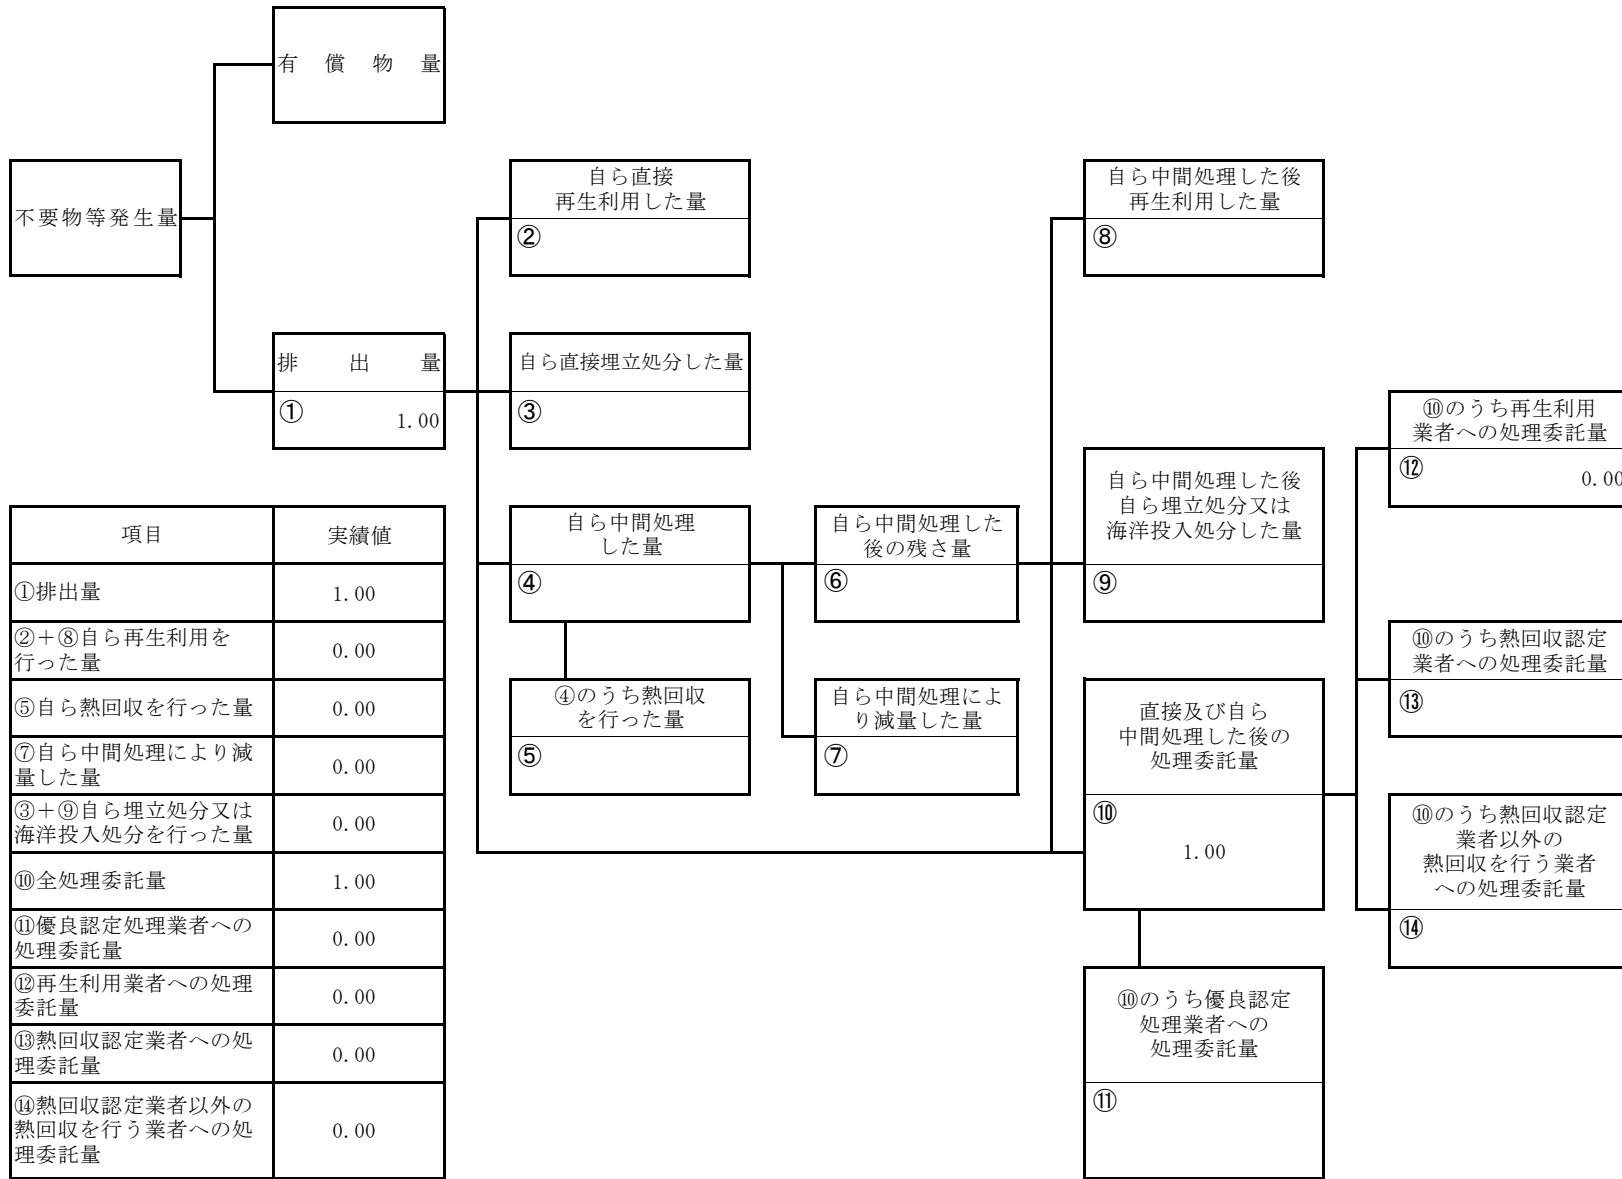 有償物量
不要物等発生量
自ら直接
再生利用した量
②
自ら中間処理した後
再生利用した量
⑧
排出量
① 1.00
自ら直接埋立処分した量
③
⑩のうち再生利用
業者への処理委託量
⑫ 0.00
自ら中間処理
した量
④
自ら中間処理した
後の残さ量
⑥
自ら中間処理した後
自ら埋立処分又は
海洋投入処分した量
⑨
⑩のうち熱回収認定
業者への処理委託量
⑬
④のうち熱回収
を行った量
⑤
自ら中間処理によ
り減量した量
⑦
直接及び自ら
中間処理した後の
処理委託量
⑩
1.00
⑩のうち熱回収認定
業者以外の
熱回収を行う業者
への処理委託量
⑭
⑩のうち優良認定
処理業者への
処理委託量
⑪
項目 実績値
①排出量 1.00
②+⑧自ら再生利用を
行った量 0.00
⑤自ら熱回収を行った量 0.00
⑦自ら中間処理により減
量した量 0.00
③+⑨自ら埋立処分又は
海洋投入処分を行った量 0.00
⑩全処理委託量 1.00
⑪優良認定処理業者への
処理委託量 0.00
⑫再生利用業者への処理
委託量 0.00
⑬熱回収認定業者への処
理委託量 0.00
⑭熱回収認定業者以外の
熱回収を行う業者への処
理委託量 0.00